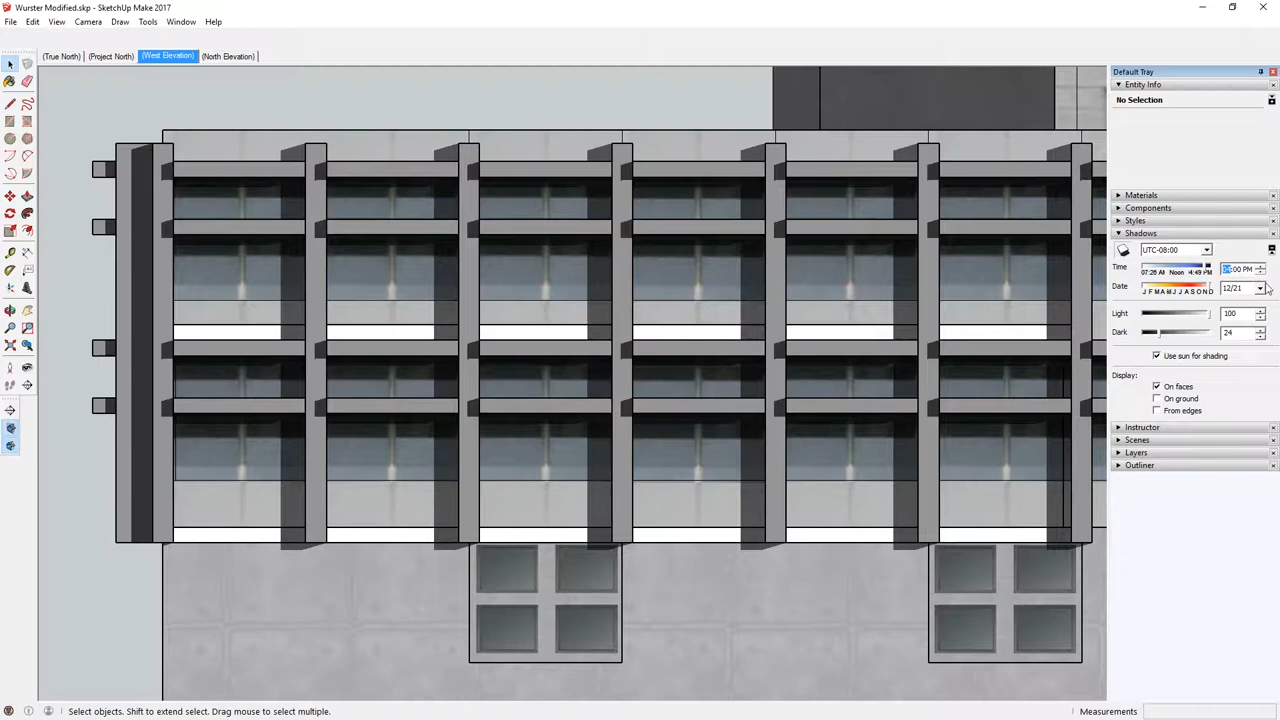 Wurster Modified.skp - SketchUp Make 2017
File Edit View Camera Draw Tools Window Help
(True North) (Project North) (West Elevation) (North Elevation)
Default Tray
Entity Info
No Selection
Materials
Components
Styles
Shadows
UTC-08:00
Time 07:26 AM Noon 4:49 PM :00 PM
Date J F M A M J J A S O N D 12/21
Light 100
Dark 24
Use sun for shading
Display:
On faces
On ground
From edges
Instructor
Scenes
Layers
Outliner
Select objects. Shift to extend select. Drag mouse to select multiple.
Measurements